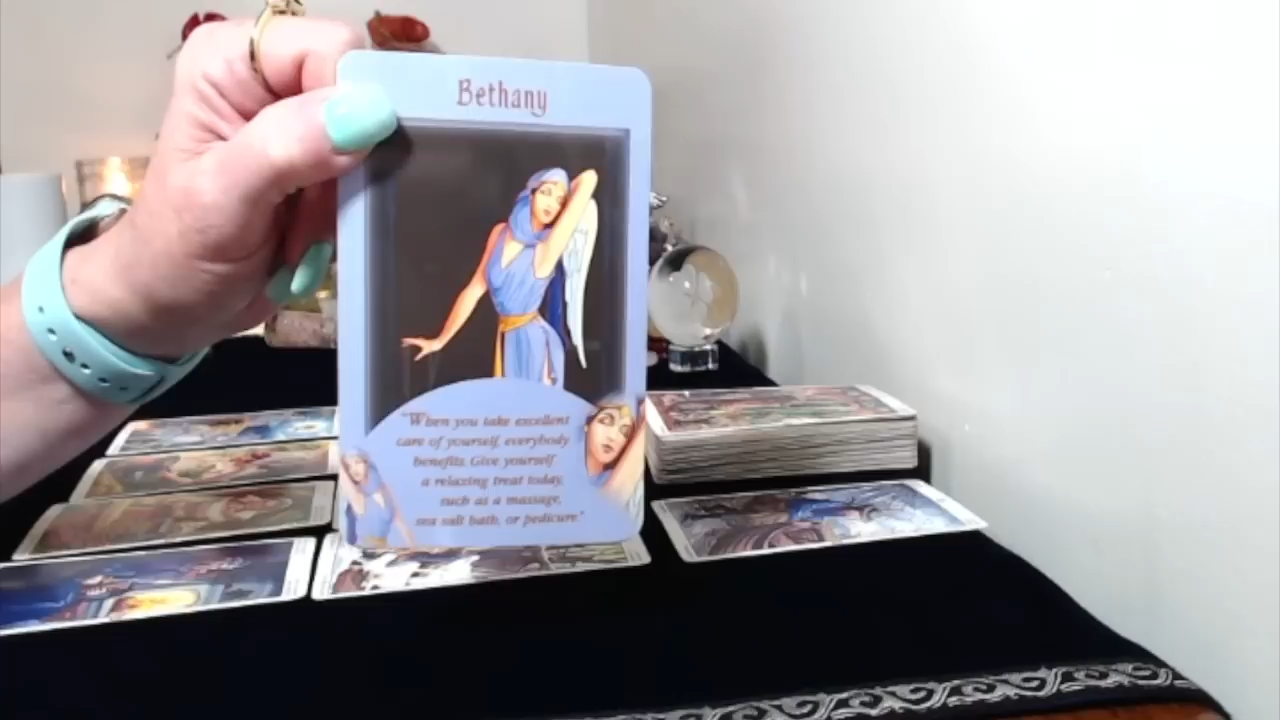 Bethany
"When you take excellent
care of yourself, everybody
benefits. Give yourself
a relaxing treat today,
such as a massage,
sea salt bath, or pedicure."